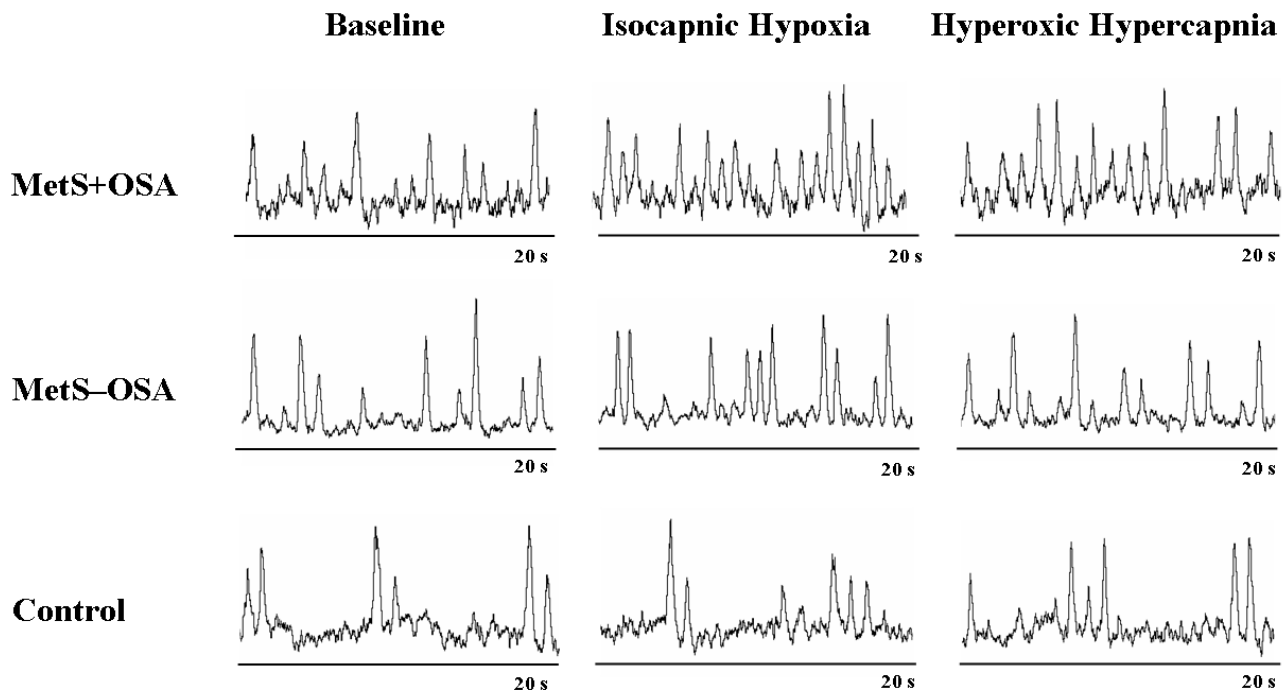 Baseline Isocapnic Hypoxia Hyperoxic Hypercapnia
MetS+OSA
20 s 20 s 20 s
MetS–OSA
20 s 20 s 20 s
Control
20 s 20 s 20 s